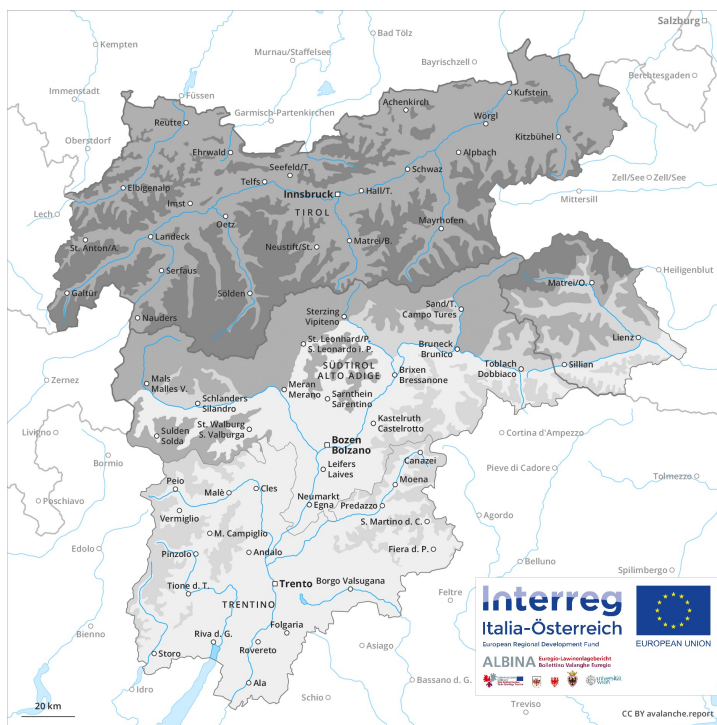 Salzburg
Kempten
Bad Tölz
Murnau/Staffelsee
Bayrischzell
Berchtesgaden
Immenstadt
Füssen
Kufstein
Achenkirch
Garmisch-Partenkirchen
Wörgl
Reutte
Kitzbühel
Oberstdorf
Ehrwald
Alpbach
Seefeld/T.
Schwaz
Telfs
Zell/See
Zell/See
Elbigenalp
Innsbruck
Hall/T.
Mittersill
Imst
TIROL
Lech
Oetz
Mayrhofen
St. Anton/A.
Landeck
Neustift/St.
Matrei/B.
Serfaus
Heiligenblut
Matrei/O.
Galtür
Sölden
Nauders
Sand/T.
Campo Tures
Sterzing
Vipiteno
Lienz
St. Leonhard/P.
S. Leonardo i. P.
Bruneck
Brunico
SÜDTIROL
ALTO ADIGE
Toblach
Dobbiaco
Sillian
Brixen
Bressanone
Zernez
Mals
Malles V.
Meran
Merano
Sarnthein
Sarentino
Schlanders
Silandro
St. Walburg
S. Valburga
Kastelruth
Castelrotto
Livigno
Sulden
Solda
Cortina d'Ampezzo
Bozen
Bolzano
Bormio
Canazei
Leifers
Laives
Pieve di Cadore
Tolmezzo
Peio
Moena
Malè
Cles
Neumarkt
Egna
Predazzo
Poschiavo
Vermiglio
Agordo
S. Martino d. C.
M. Campiglio
Edolo
Pinzolo
Andalo
Fiera d. P.
Belluno
Spilimbergo
Trento
Borgo Valsugana
Tione d. T.
Feltre
TRENTINO
Folgaria
Bienno
Riva d. G.
Rovereto
Asiago
Storo
Idro
Ala
Schio
Bassano d. G.
Treviso
Interreg
Italia-Österreich
European Regional Development Fund
EUROPEAN UNION
ALBINA
Euregio-Lawinenlagebericht
Bollettino Valanghe Euregio
universität
wien
20 km
CC BY avalanche.report